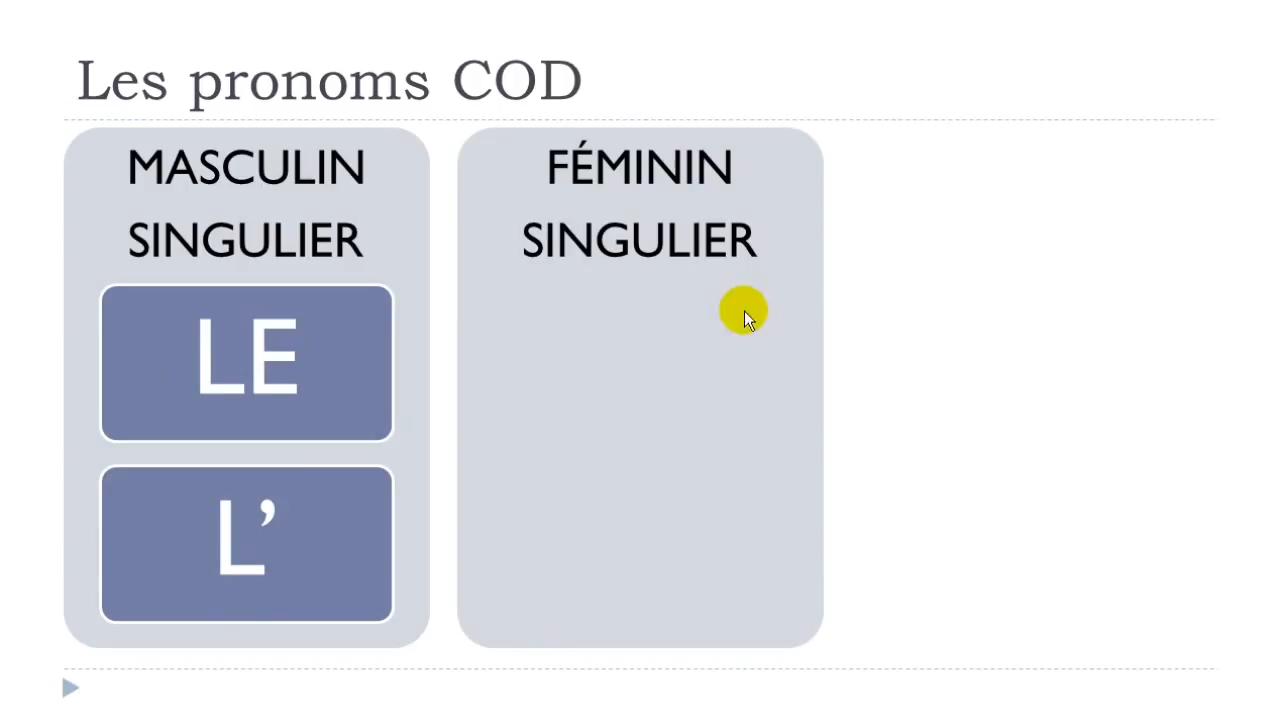 Les pronoms COD
MASCULIN
SINGULIER
LE
L’
FÉMININ
SINGULIER